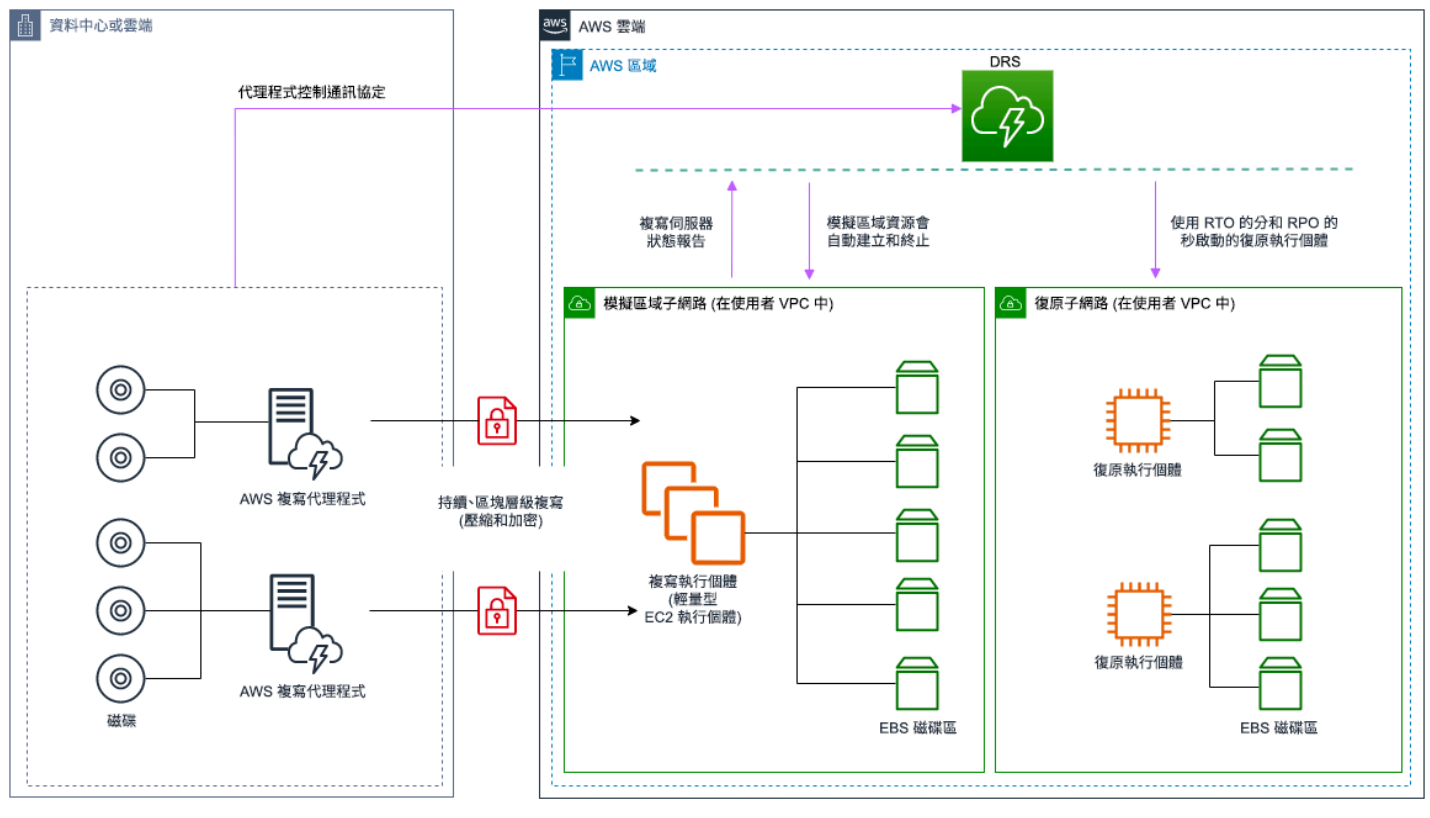 資料中心或雲端
aws
AWS 雲端
AWS 區域
DRS
代理程式控制通訊協定
複寫伺服器
狀態報告
模擬區域資源會
自動建立和終止
使用 RTO 的分和 RPO 的
秒啟動的復原執行個體
模擬區域子網路 (在使用者 VPC 中)
復原子網路 (在使用者 VPC 中)
AWS 複寫代理程式
持續、區塊層級複寫
(壓縮和加密)
復原執行個體
複寫執行個體
(輕量型
EC2 執行個體)
AWS 複寫代理程式
復原執行個體
磁碟
EBS 磁碟區
EBS 磁碟區